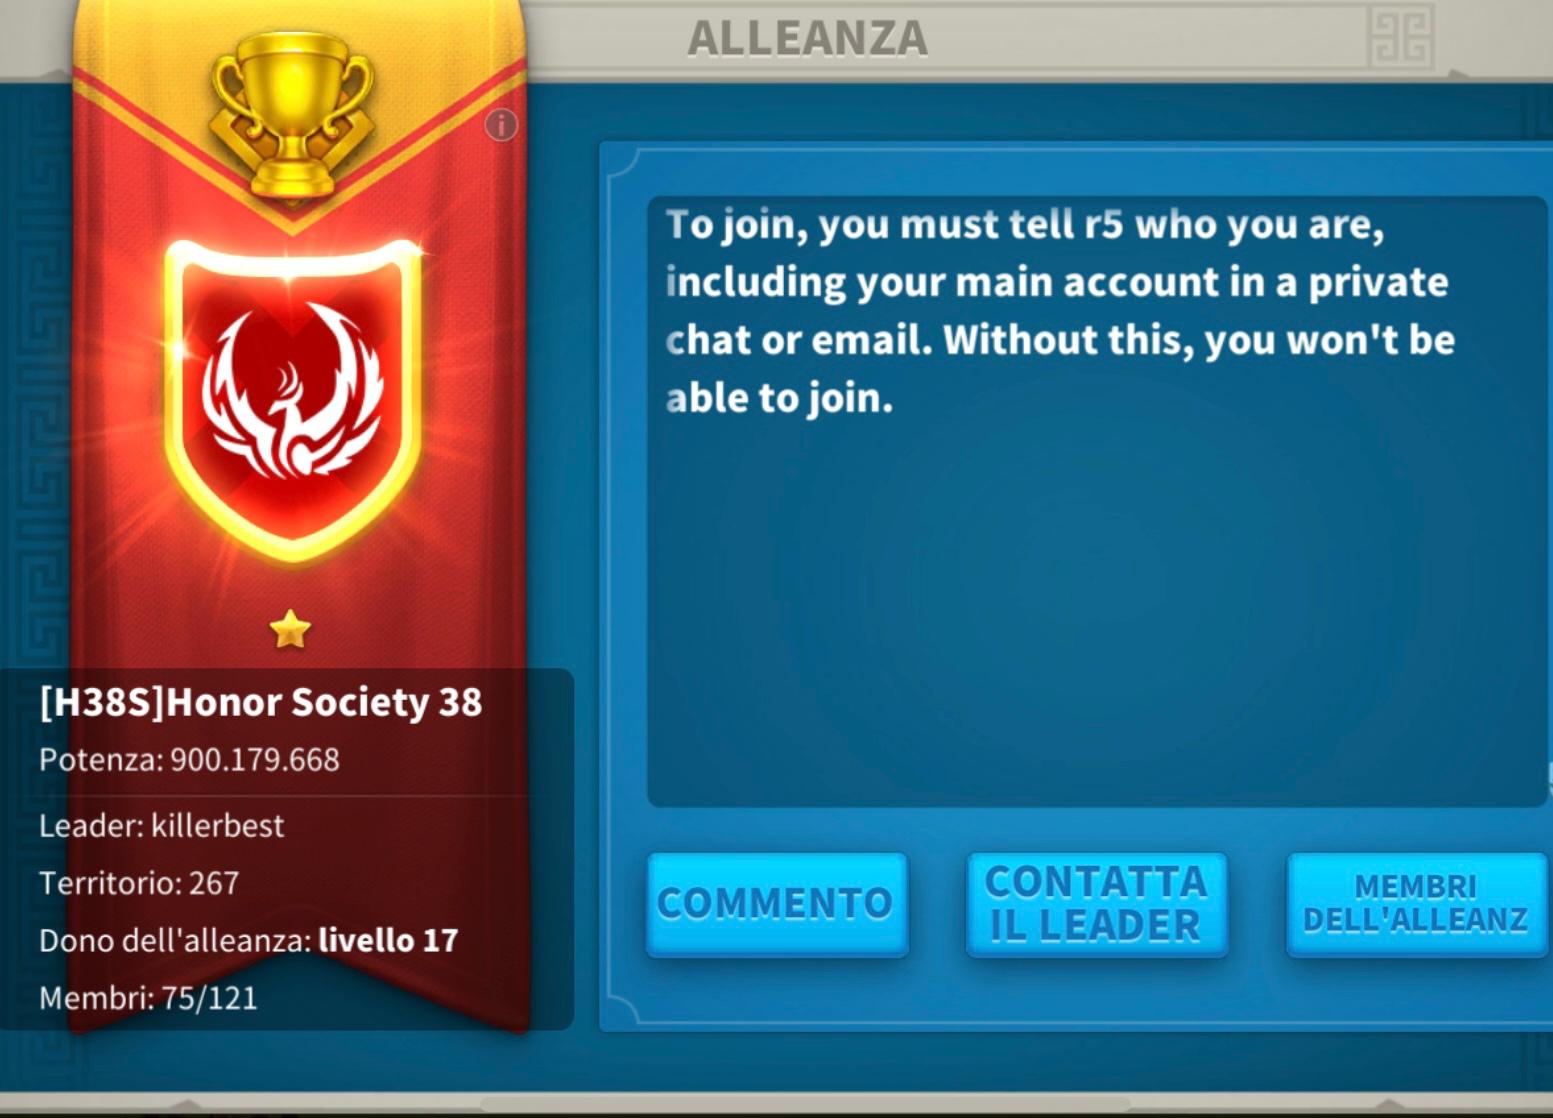 ALLEANZA
To join, you must tell r5 who you are,
including your main account in a private
chat or email. Without this, you won't be
able to join.
[H38S]Honor Society 38
Potenza: 900.179.668
Leader: killerbest
Territorio: 267
Dono dell'alleanza: livello 17
Membri: 75/121
COMMENTO
CONTATTA
IL LEADER
MEMBRI
DELL'ALLEANZ